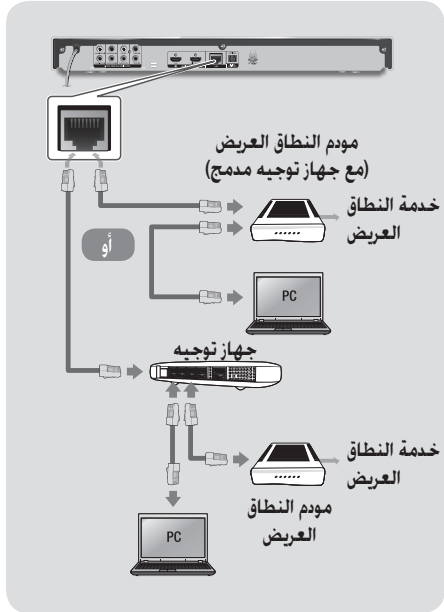 مودم النطاق العريض
(مع جهاز توجيه مدمج)
خدمة النطاق
العريض
أو
PC
جهاز توجيه
خدمة النطاق
العريض
مودم النطاق
العريض
PC